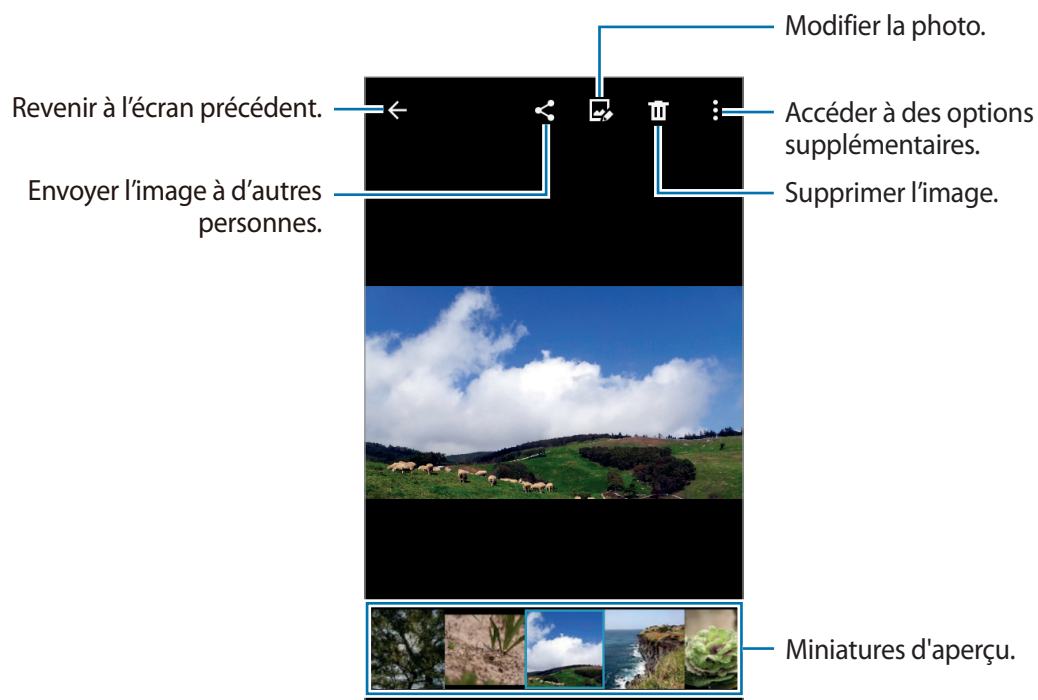 Modifier la photo.
Revenir à l’écran précédent.
Accéder à des options
supplémentaires.
Envoyer l’image à d’autres
personnes.
Supprimer l’image.
Miniatures d'aperçu.